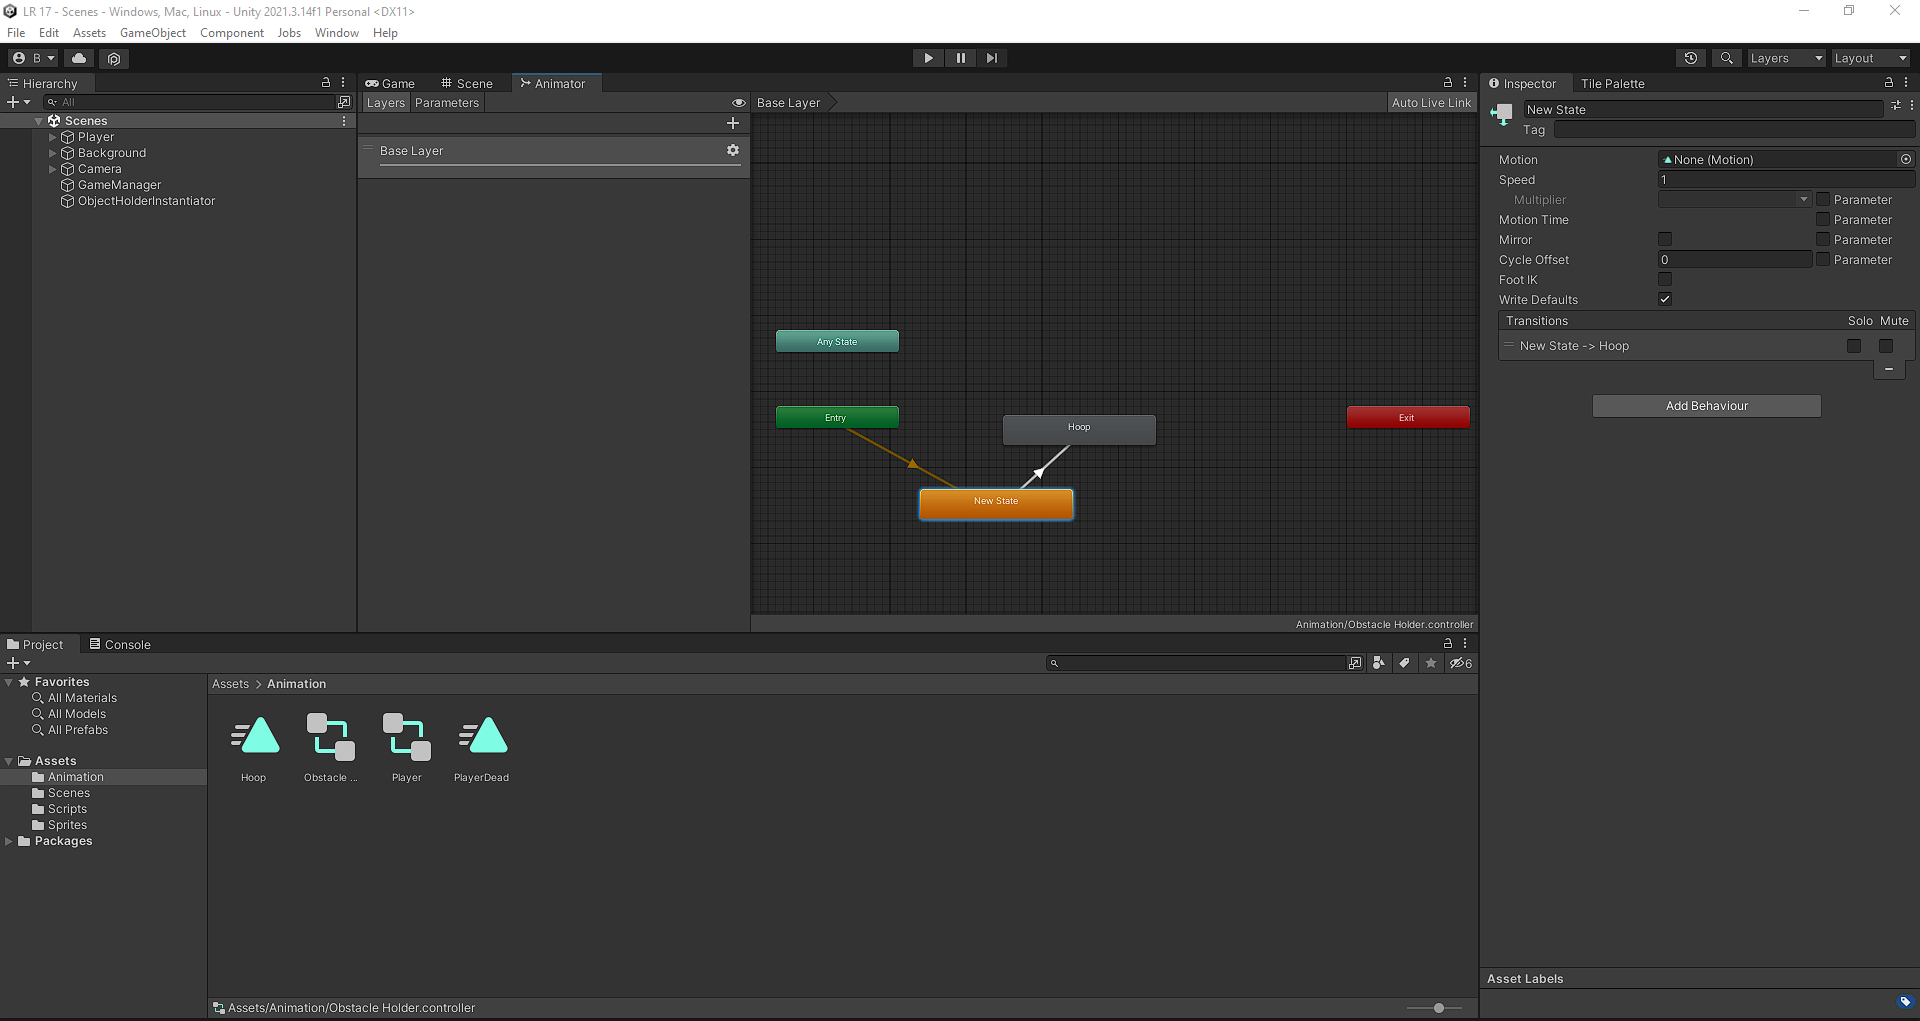 LR 17 - Scenes - Windows, Mac, Linux - Unity 2021.3.14f1 Personal <DX11>
File Edit Assets GameObject Component Jobs Window Help
B
Layers
Layout
Hierarchy
All
Scenes
Player
Background
Camera
GameManager
ObjectHolderInstantiator
Game Scene Animator
Layers Parameters
Base Layer
Auto Live Link
Base Layer
Any State
Entry
Hoop
Exit
New State
Animation/Obstacle Holder.controller
Inspector Tile Palette
New State
Tag
Motion None (Motion)
Speed 1
Multiplier Parameter
Motion Time Parameter
Mirror Parameter
Cycle Offset 0 Parameter
Foot IK
Write Defaults
Transitions Solo Mute
New State -> Hoop
Add Behaviour
Asset Labels
Project Console
6
Favorites
All Materials
All Models
All Prefabs
Assets
Animation
Scenes
Scripts
Sprites
Packages
Assets > Animation
Hoop
Obstacle ...
Player
PlayerDead
Assets/Animation/Obstacle Holder.controller